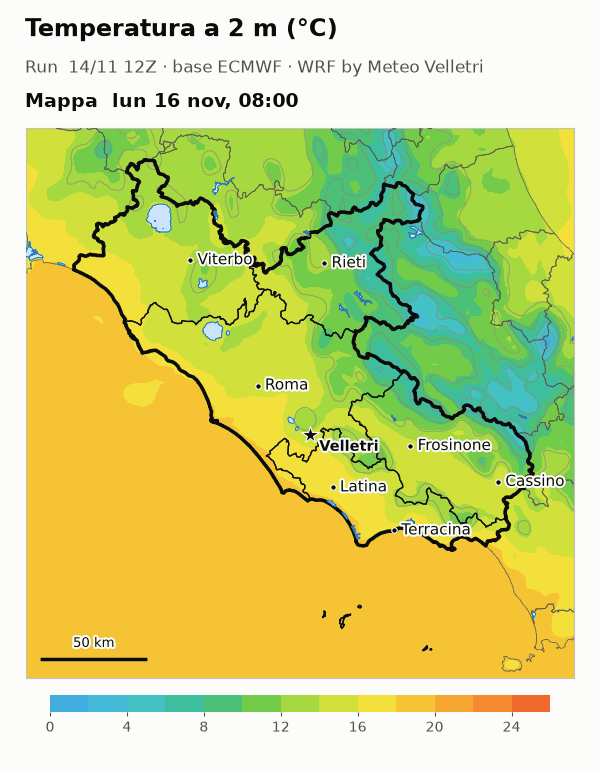 Temperatura a 2 m (°C)
Run  14/11 12Z · base ECMWF · WRF by Meteo Velletri
Mappa  lun 16 nov, 08:00
Viterbo
Rieti
Roma
Velletri
Frosinone
Cassino
Latina
Terracina
50 km
0 4 8 12 16 20 24